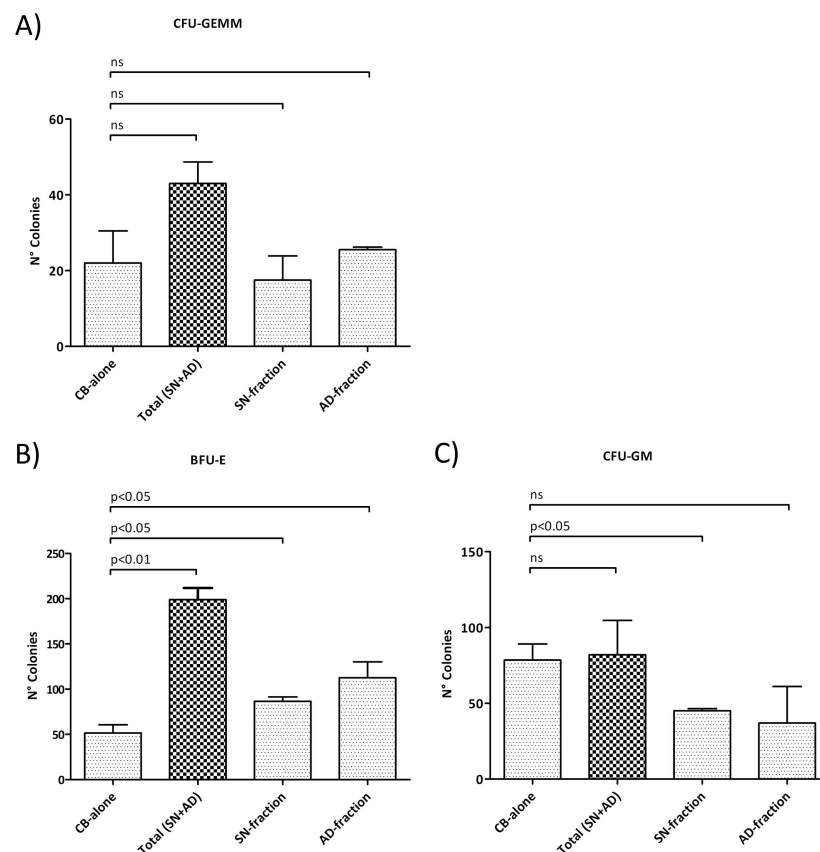 A)
CFU-GEMM
ns
ns
ns
60
40
20
0
N° Colonies
CB-alone
Total (SN+AD)
SN-fraction
AD-fraction
B)
BFU-E
p<0.05
p<0.05
p<0.01
250
200
150
100
50
0
N° Colonies
CB-alone
Total (SN+AD)
SN-fraction
AD-fraction
C)
CFU-GM
ns
p<0.05
ns
150
100
50
0
N° Colonies
CB-alone
Total (SN+AD)
SN-fraction
AD-fraction